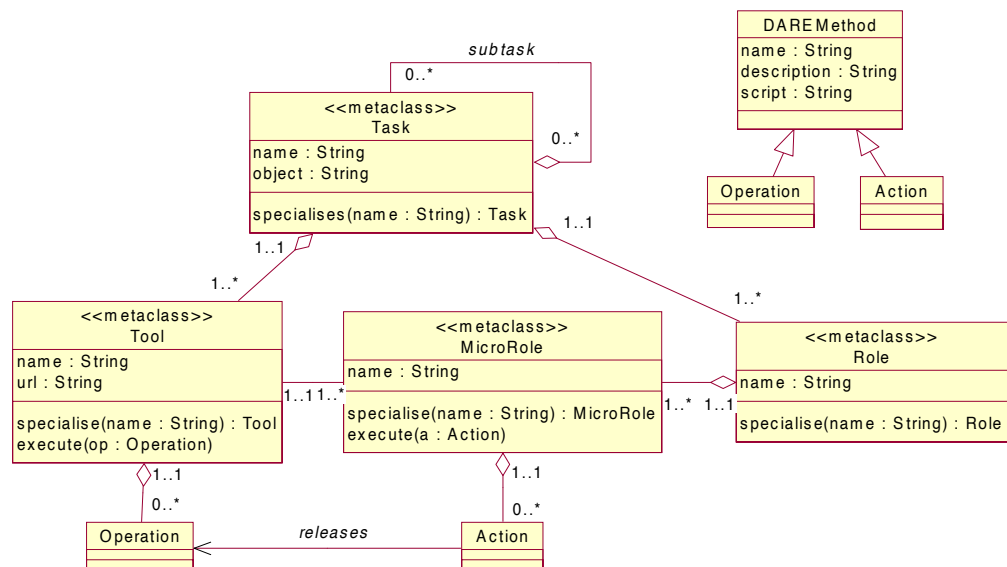 DAREMethod
name : String
description : String
script : String
subtask
0..*
<<metaclass>>
Task
name : String
object : String
specialises(name : String) : Task
0..*
Operation
Action
1..1
1..1
1..*
1..*
<<metaclass>>
Tool
name : String
url : String
specialise(name : String) : Tool
execute(op : Operation)
<<metaclass>>
MicroRole
name : String
specialise(name : String) : MicroRole
execute(a : Action)
<<metaclass>>
Role
name : String
specialise(name : String) : Role
1..1
1..*
1..*
1..1
1..1
0..*
1..1
0..*
Operation
releases
Action